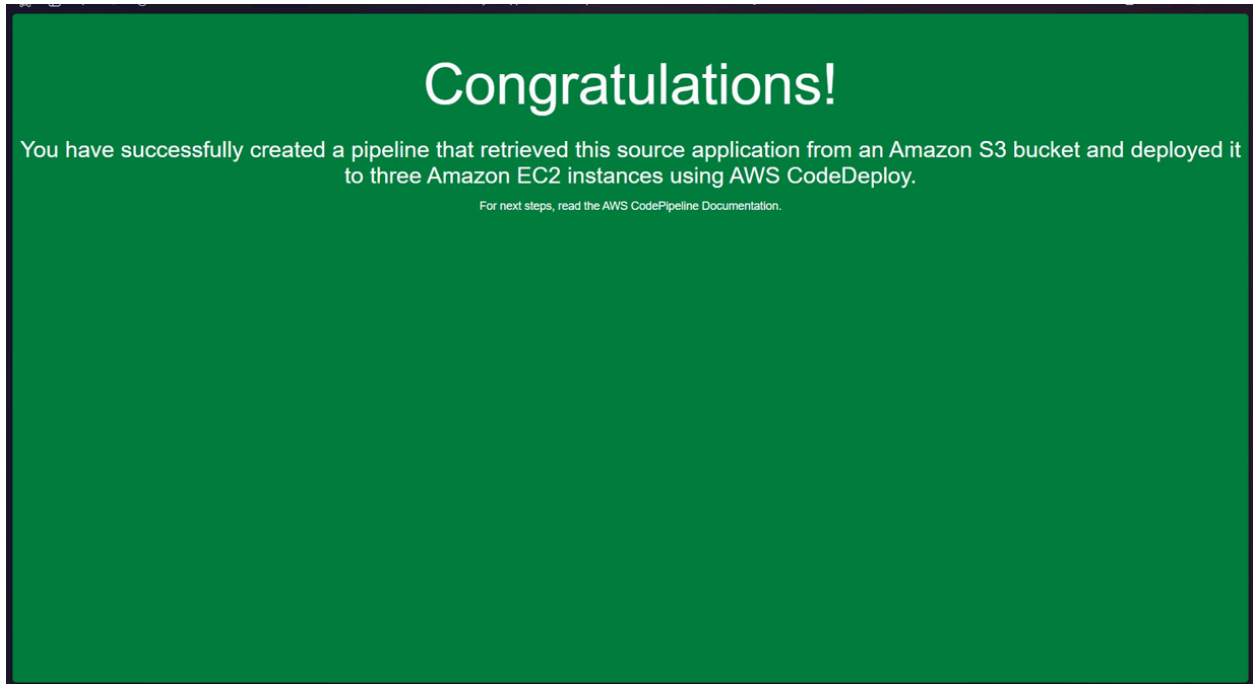 Congratulations!
You have successfully created a pipeline that retrieved this source application from an Amazon S3 bucket and deployed it
to three Amazon EC2 instances using AWS CodeDeploy.
For next steps, read the AWS CodePipeline Documentation.